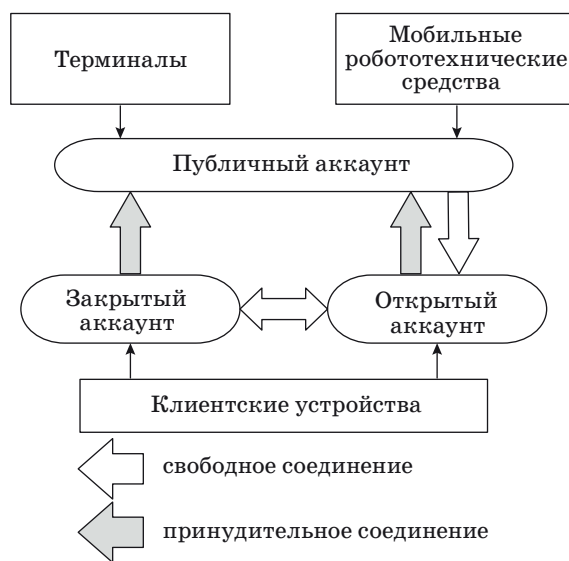 Терминалы
Мобильные
робототехнические
средства
Публичный аккаунт
Закрытый
аккаунт
Открытый
аккаунт
Клиентские устройства
свободное соединение
принудительное соединение